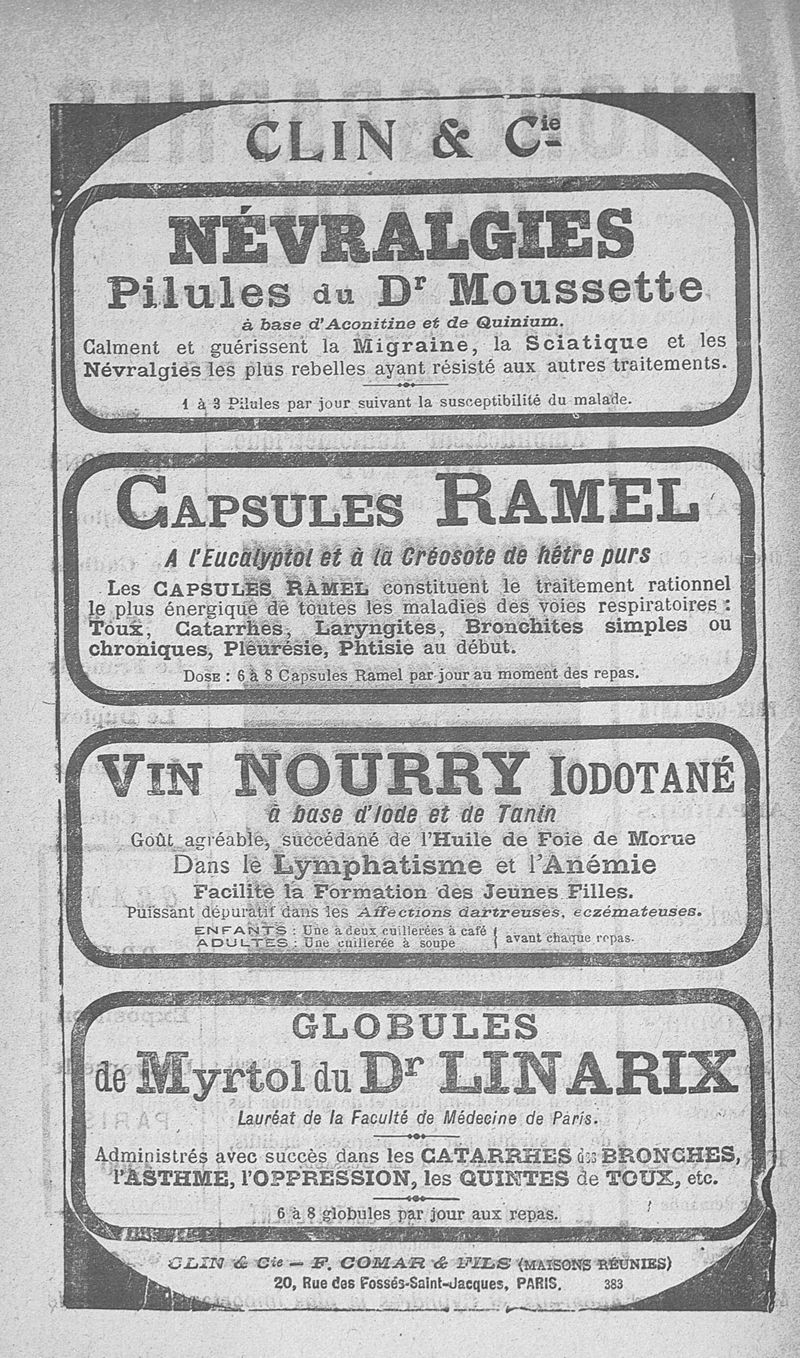 CLIN & Cie
NÉVRALGIES
Pilules du Dr Moussette
à base d'Aconitine et de Quinium.
Calment et guérissent la Migraine, la Sciatique et les
Névralgies les plus rebelles ayant résisté aux autres traitements.
1 à 3 Pilules par jour suivant la susceptibilité du malade.
CAPSULES RAMEL
A l'Eucalyptol et à la Créosote de hêtre purs
Les CAPSULES RAMEL constituent le traitement rationnel
le plus énergique de toutes les maladies des voies respiratoires :
Toux, Catarrhes, Laryngites, Bronchites simples ou
chroniques, Pleurésie, Phtisie au début.
DOSE : 6 à 8 Capsules Ramel par jour au moment des repas.
VIN NOURRY IODOTANÉ
à base d'Iode et de Tanin
Goût agréable, succédané de l'Huile de Foie de Morue
Dans le Lymphatisme et l'Anémie
Facilite la Formation des Jeunes Filles.
Puissant dépuratif dans les Affections dartreuses, eczémateuses.
ENFANTS : Une à deux cuillerées à café
ADULTES : Une cuillerée à soupe
avant chaque repas.
GLOBULES
de Myrtol du Dr LINARIX
Lauréat de la Faculté de Médecine de Paris.
Administrés avec succès dans les CATARRHES des BRONCHES,
l'ASTHME, l'OPPRESSION, les QUINTES de TOUX, etc.
6 à 8 globules par jour aux repas.
CLIN & Cie — F. COMAR & FILS (MAISONS RÉUNIES)
20, Rue des Fossés-Saint-Jacques, PARIS. 383